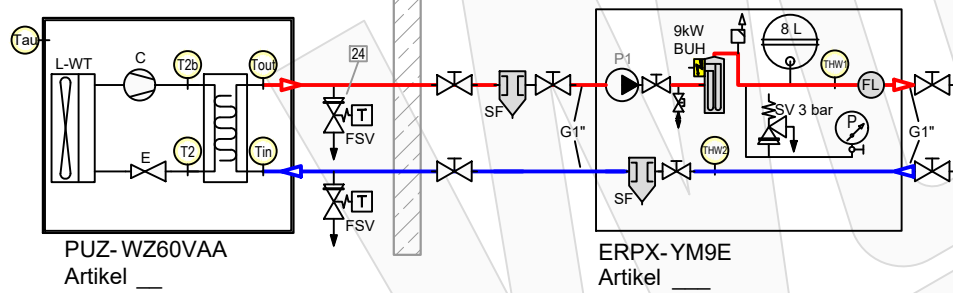 Tau
L-WT
C
T2b
Tout
24
T
FSV
E
T2
Tin
T
FSV
PUZ-WZ60VAA
Artikel __
SF
G1"
P1
9kW
BUH
8 L
THW1
FL
SV 3 bar
P
G1"
THW2
SF
ERPX-YM9E
Artikel ___